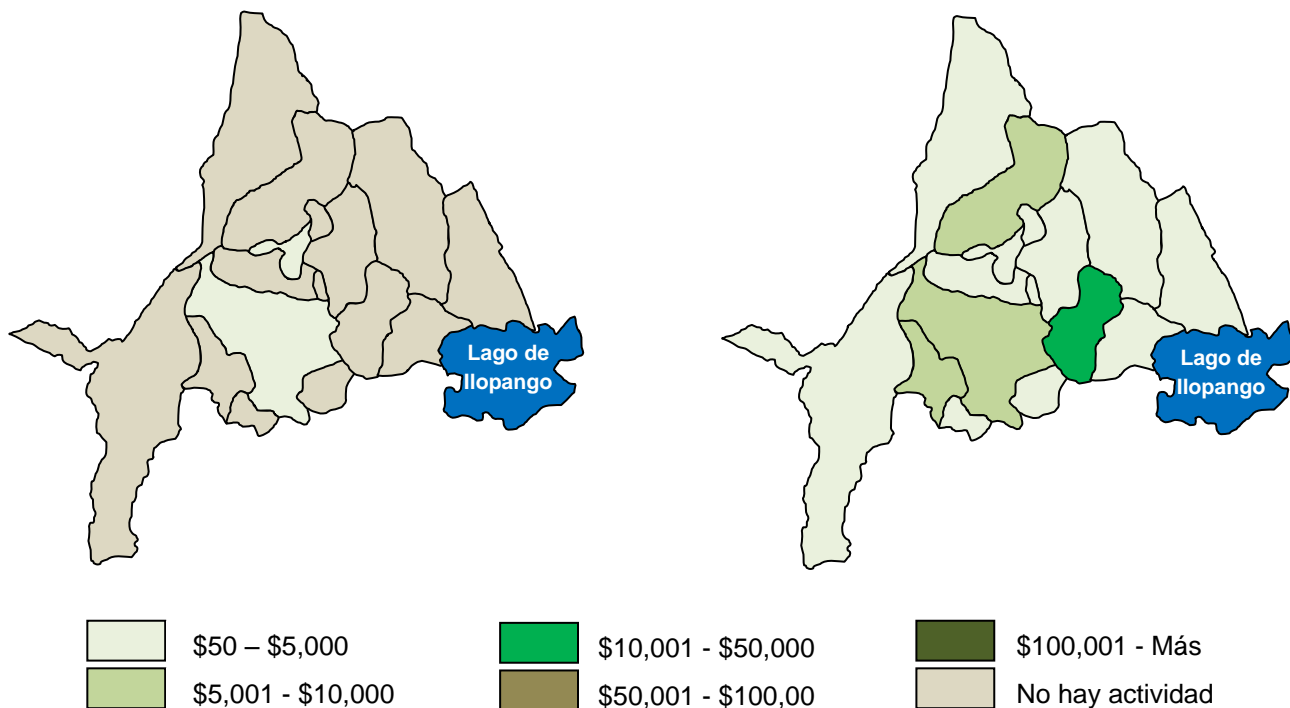 Lago de
Ilopango
Lago de
Ilopango
$50 – $5,000
$10,001 - $50,000
$100,001 - Más
$5,001 - $10,000
$50,001 - $100,00
No hay actividad